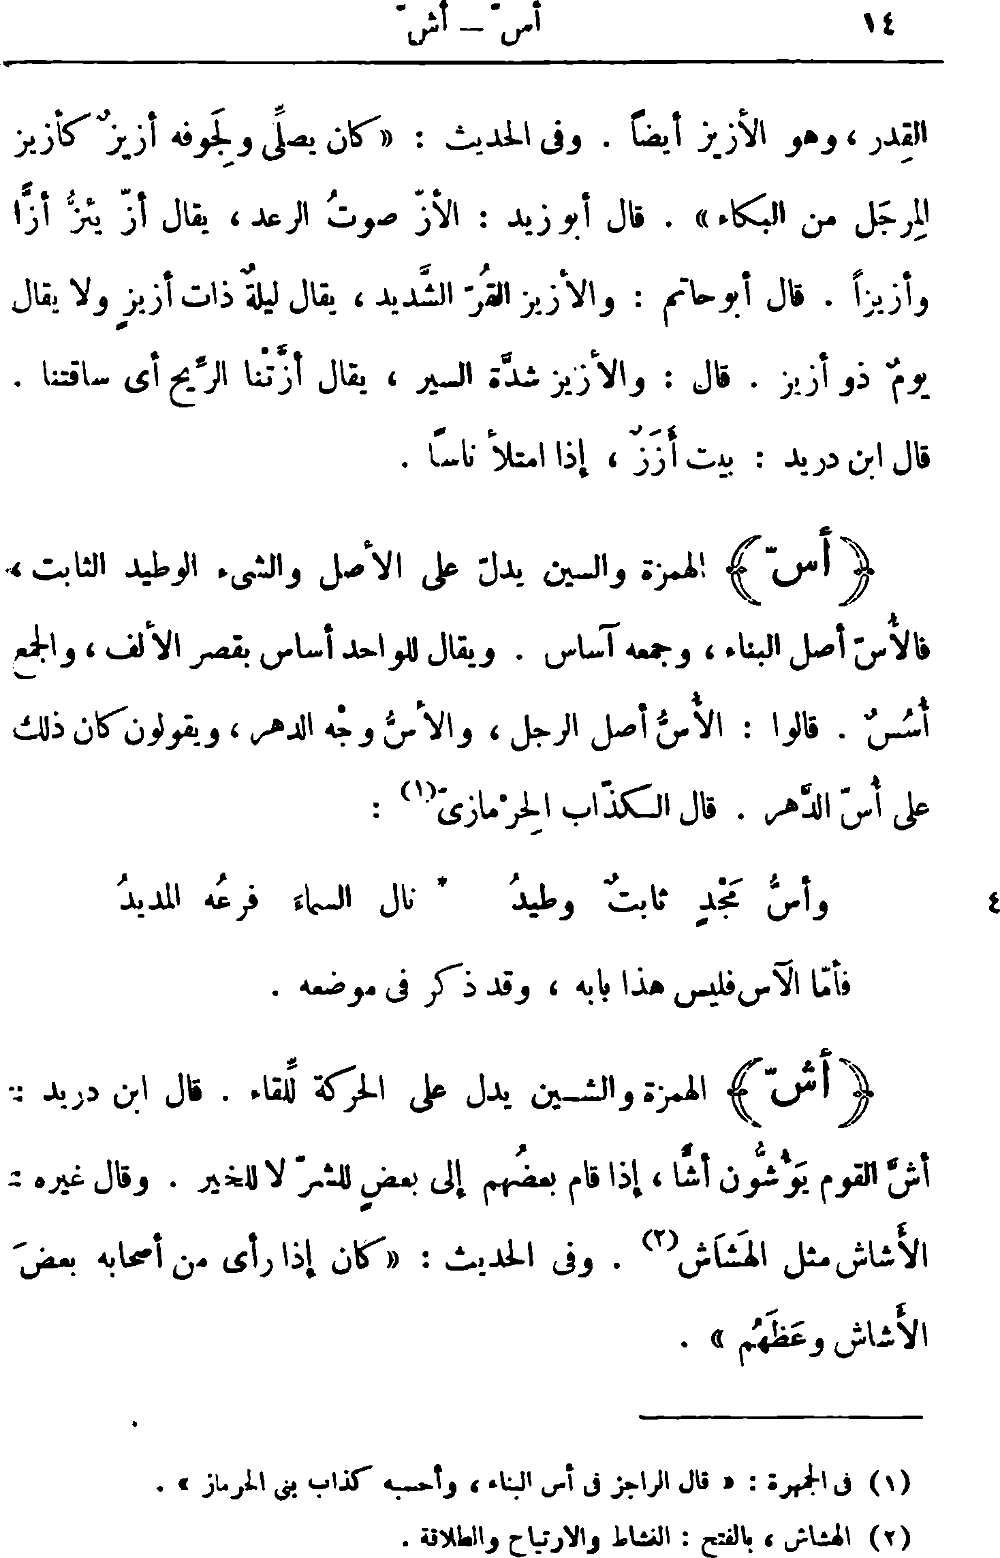 ١٤
أسّ — أشّ
القِدر، وهو الأزيز أيضاً . وفى الحديث : «كان يصلِّى ولِجَوفه أزيزٌ كأزيز
المِرجَل من البكاء» . قال أبو زيد : الأزّ صوتُ الرعد، يقال أزّ يئزُّ أزًّا
وأزيزاً . قال أبو حاتم : والأزيز القُرّ الشَّديد، يقال ليلةٌ ذات أزيزٍ ولا يقال
يومٌ ذو أزيز . قال : والأزيز شدَّة السير ، يقال أزَّتْنا الرِّيح أى ساقتنا .
قال ابن دريد : بيت أَزَزٌ ، إذا امتلأ ناسًا .
﴿أسّ﴾ الهمزة والسين يدلّ على الأصل والشىء الوطيد الثابت ،
فالأُسّ أصل البناء، وجمعه آساس . ويقال للواحد أساس بقصر الألف، والجمع
أُسُسٌ . قالوا : الأُسُّ أصل الرجل، والأسُّ وجْه الدهر، ويقولون كان ذلك
على أُسّ الدَّهر . قال الكذّاب الحِرْمازىّ(١) :
وأسُّ مَجْدٍ ثابتٌ وطيدُ * نال السماءَ فرعُه المديدُ
٤
فأمّا الآس فليس هذا بابه ، وقد ذكر فى موضعه .
﴿أشّ﴾ الهمزة والشين يدل على الحركة لِّلقاء . قال ابن دريد :
أشَّ القوم يَؤُشُّون أشًّا، إذا قام بعضُهم إلى بعضٍ للشرّ لا للخير . وقال غيره :
الأَشاش مثل الهَشَاش(٢) . وفى الحديث : «كان إذا رأى من أصحابه بعضَ
الأَشاش وعَظَهُم» .
(١) فى الجمهرة : « قال الراجز فى أس البناء، وأحسبه كذاب بنى الحرماز » .
(٢) الهشاش ، بالفتح : النشاط والارتياح والطلاقة .